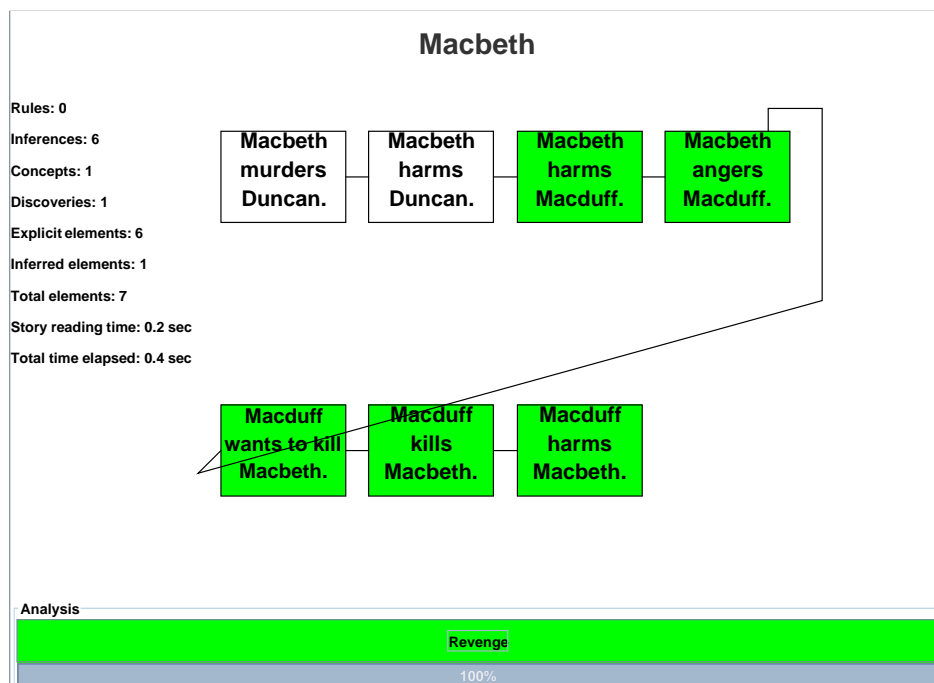 Macbeth
Rules: 0
Inferences: 6
Concepts: 1
Discoveries: 1
Explicit elements: 6
Inferred elements: 1
Total elements: 7
Story reading time: 0.2 sec
Total time elapsed: 0.4 sec
Macbeth
murders
Duncan.
Macbeth
harms
Duncan.
Macbeth
harms
Macduff.
Macbeth
angers
Macduff.
Macduff
wants to kill
Macbeth.
Macduff
kills
Macbeth.
Macduff
harms
Macbeth.
Analysis
Revenge
100%